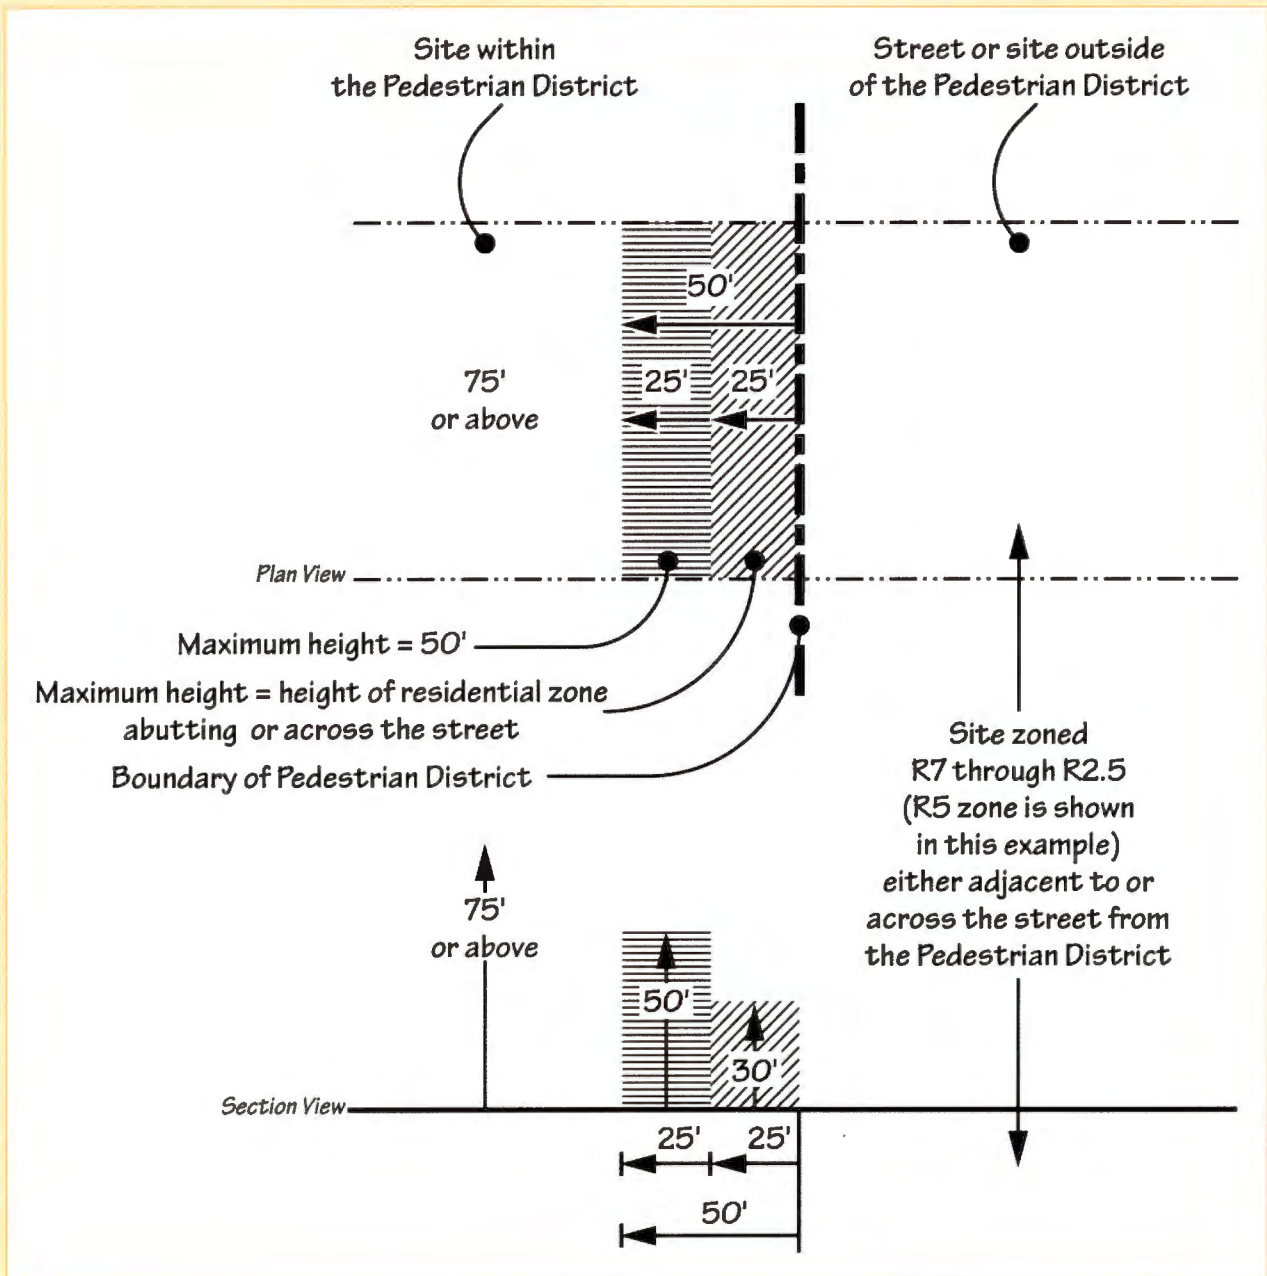 Site within
the Pedestrian District
Street or site outside
of the Pedestrian District
50'
75'
or above
25'
25'
Plan View
Maximum height = 50'
Maximum height = height of residential zone
abutting or across the street
Boundary of Pedestrian District
Site zoned
R7 through R2.5
(R5 zone is shown
in this example)
either adjacent to or
across the street from
the Pedestrian District
75'
or above
50'
30'
Section View
25'
25'
50'